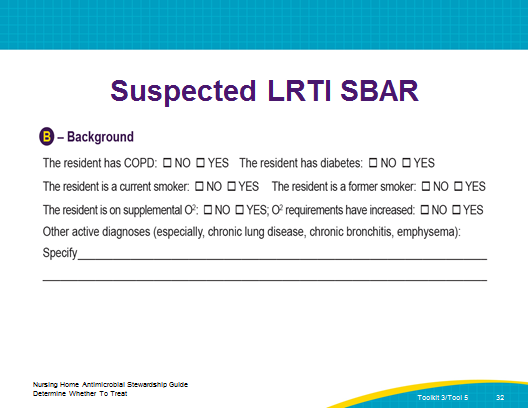 Suspected LRTI SBAR
B – Background
The resident has COPD: ☐ NO ☐ YES The resident has diabetes: ☐ NO ☐ YES
The resident is a current smoker: ☐ NO ☐ YES The resident is a former smoker: ☐ NO ☐ YES
The resident is on supplemental O²: ☐ NO ☐ YES; O² requirements have increased: ☐ NO ☐ YES
Other active diagnoses (especially, chronic lung disease, chronic bronchitis, emphysema):
Specify
Nursing Home Antimicrobial Stewardship Guide
Determine Whether To Treat
Toolkit 3/Tool 5 32